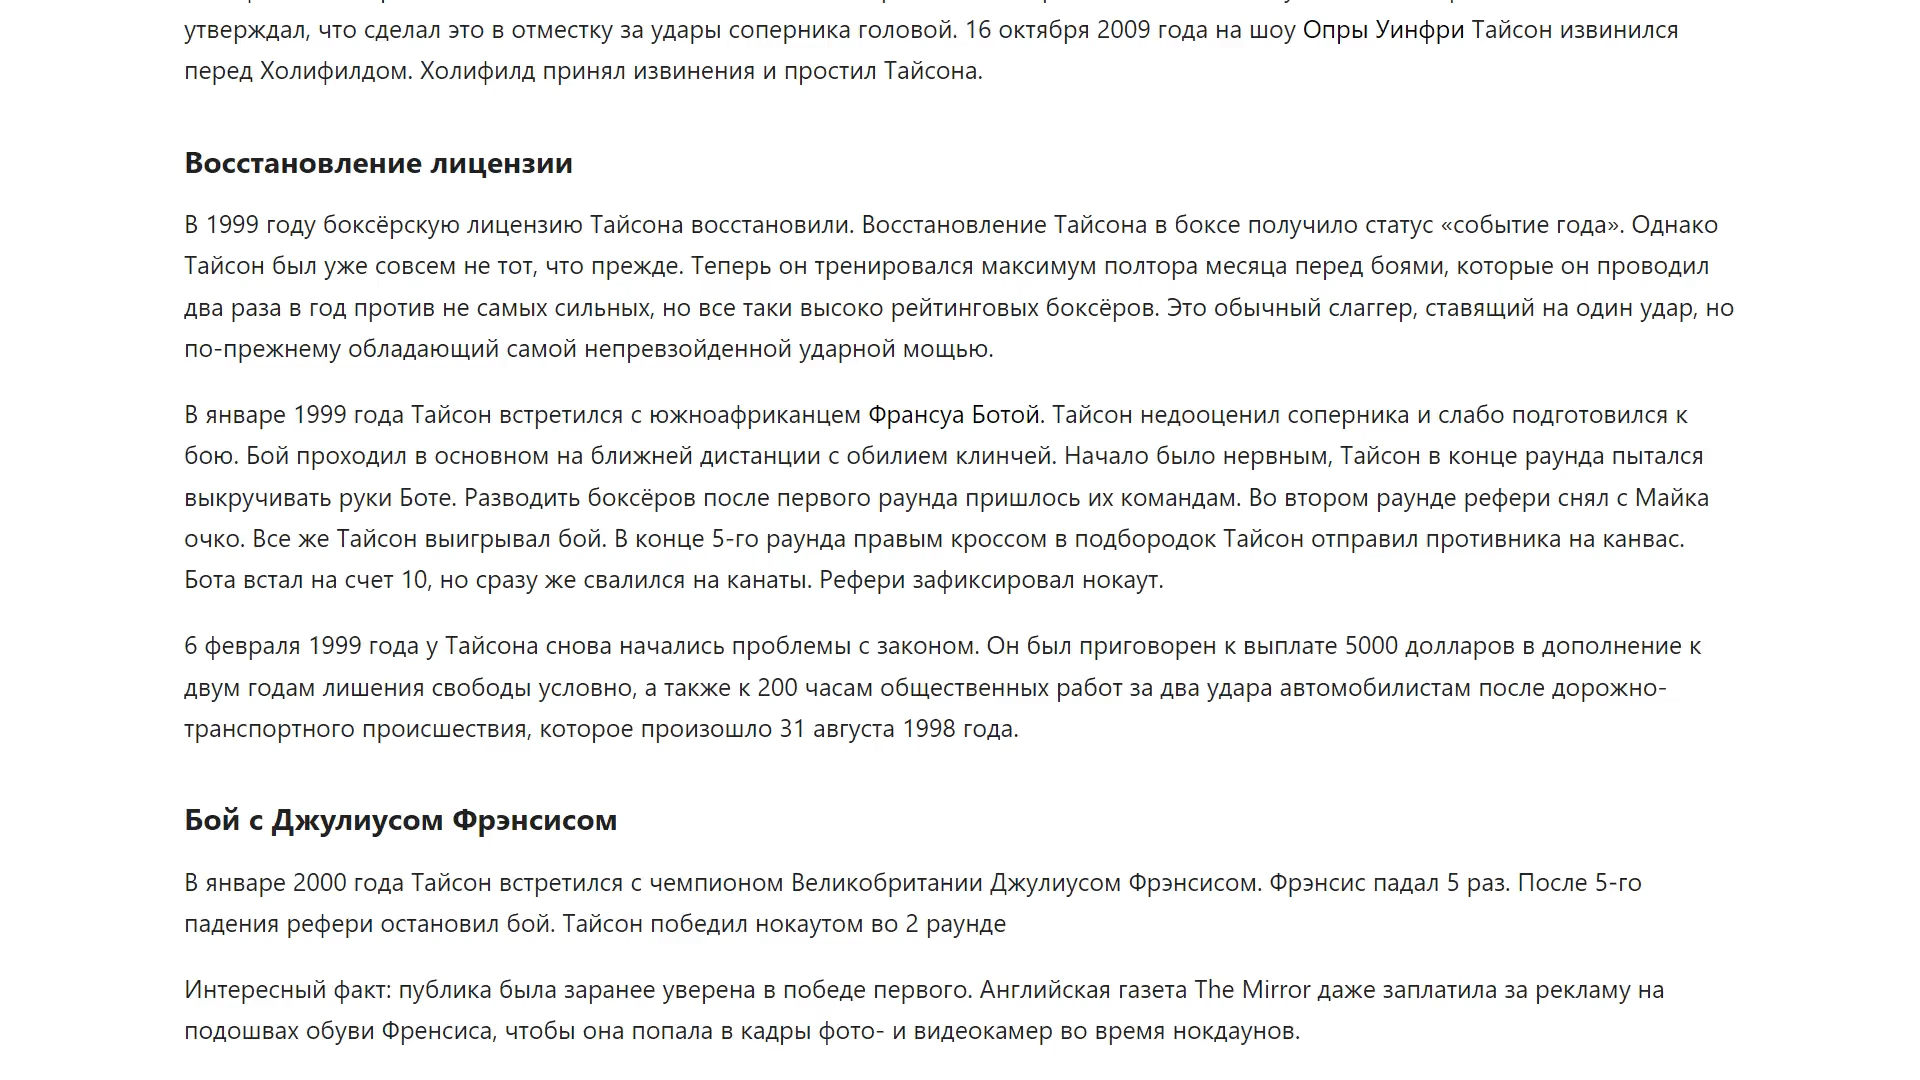 утверждал, что сделал это в отместку за удары соперника головой. 16 октября 2009 года на шоу Опры Уинфри Тайсон извинился
перед Холифилдом. Холифилд принял извинения и простил Тайсона.
Восстановление лицензии
В 1999 году боксёрскую лицензию Тайсона восстановили. Восстановление Тайсона в боксе получило статус «событие года». Однако
Тайсон был уже совсем не тот, что прежде. Теперь он тренировался максимум полтора месяца перед боями, которые он проводил
два раза в год против не самых сильных, но все таки высоко рейтинговых боксёров. Это обычный слаггер, ставящий на один удар, но
по-прежнему обладающий самой непревзойденной ударной мощью.
В январе 1999 года Тайсон встретился с южноафриканцем Франсуа Ботой. Тайсон недооценил соперника и слабо подготовился к
бою. Бой проходил в основном на ближней дистанции с обилием клинчей. Начало было нервным, Тайсон в конце раунда пытался
выкручивать руки Боте. Разводить боксёров после первого раунда пришлось их командам. Во втором раунде рефери снял с Майка
очко. Все же Тайсон выигрывал бой. В конце 5-го раунда правым кроссом в подбородок Тайсон отправил противника на канвас.
Бота встал на счет 10, но сразу же свалился на канаты. Рефери зафиксировал нокаут.
6 февраля 1999 года у Тайсона снова начались проблемы с законом. Он был приговорен к выплате 5000 долларов в дополнение к
двум годам лишения свободы условно, а также к 200 часам общественных работ за два удара автомобилистам после дорожно-
транспортного происшествия, которое произошло 31 августа 1998 года.
Бой с Джулиусом Фрэнсисом
В январе 2000 года Тайсон встретился с чемпионом Великобритании Джулиусом Фрэнсисом. Фрэнсис падал 5 раз. После 5-го
падения рефери остановил бой. Тайсон победил нокаутом во 2 раунде
Интересный факт: публика была заранее уверена в победе первого. Английская газета The Mirror даже заплатила за рекламу на
подошвах обуви Френсиса, чтобы она попала в кадры фото- и видеокамер во время нокдаунов.